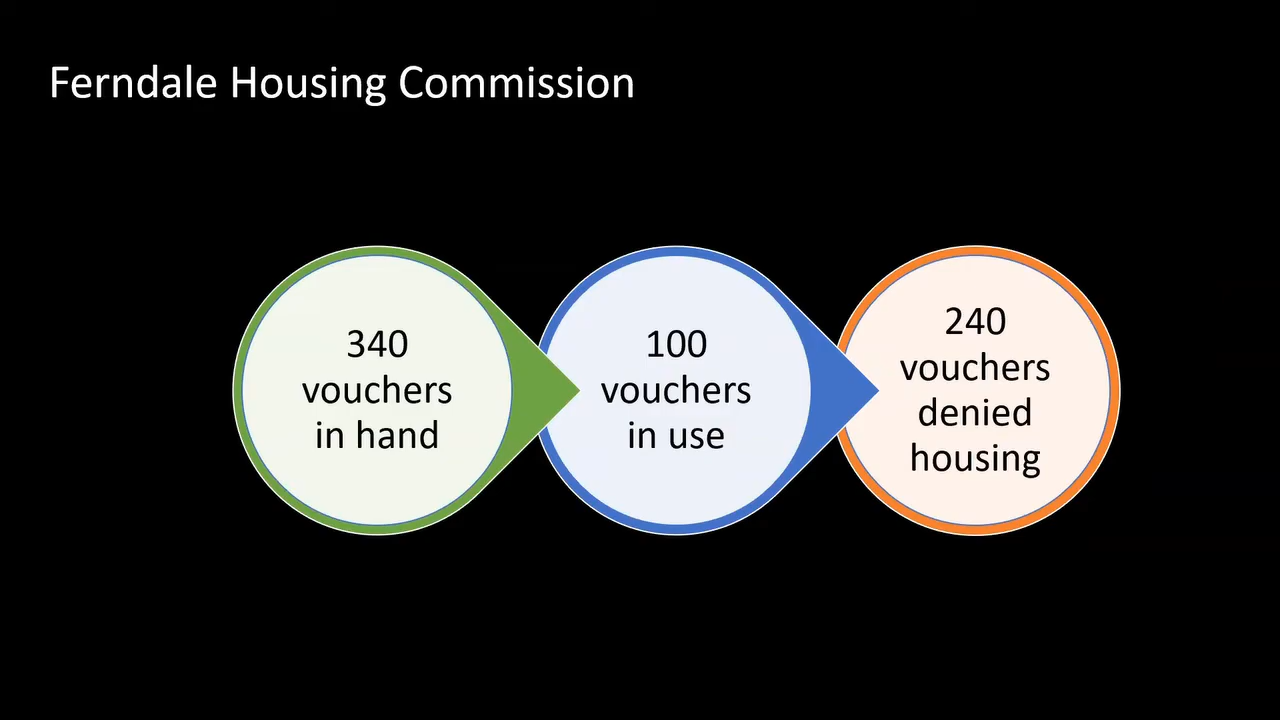 Ferndale Housing Commission
340
vouchers
in hand
100
vouchers
in use
240
vouchers
denied
housing